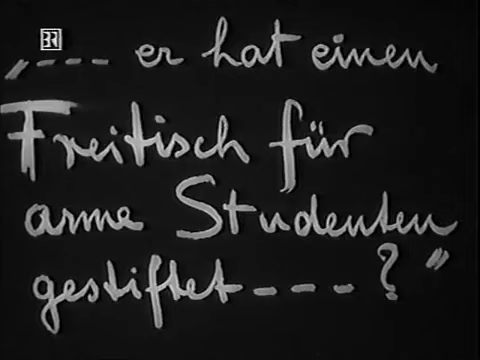 BR
„--- er hat einen
Freitisch für
arme Studenten
gestiftet---?"